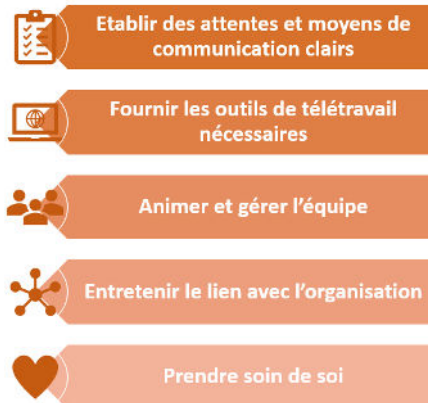 Etablir des attentes et moyens de
communication clairs
Fournir les outils de télétravail
nécessaires
Animer et gérer l'équipe
Entretenir le lien avec l'organisation
Prendre soin de soi